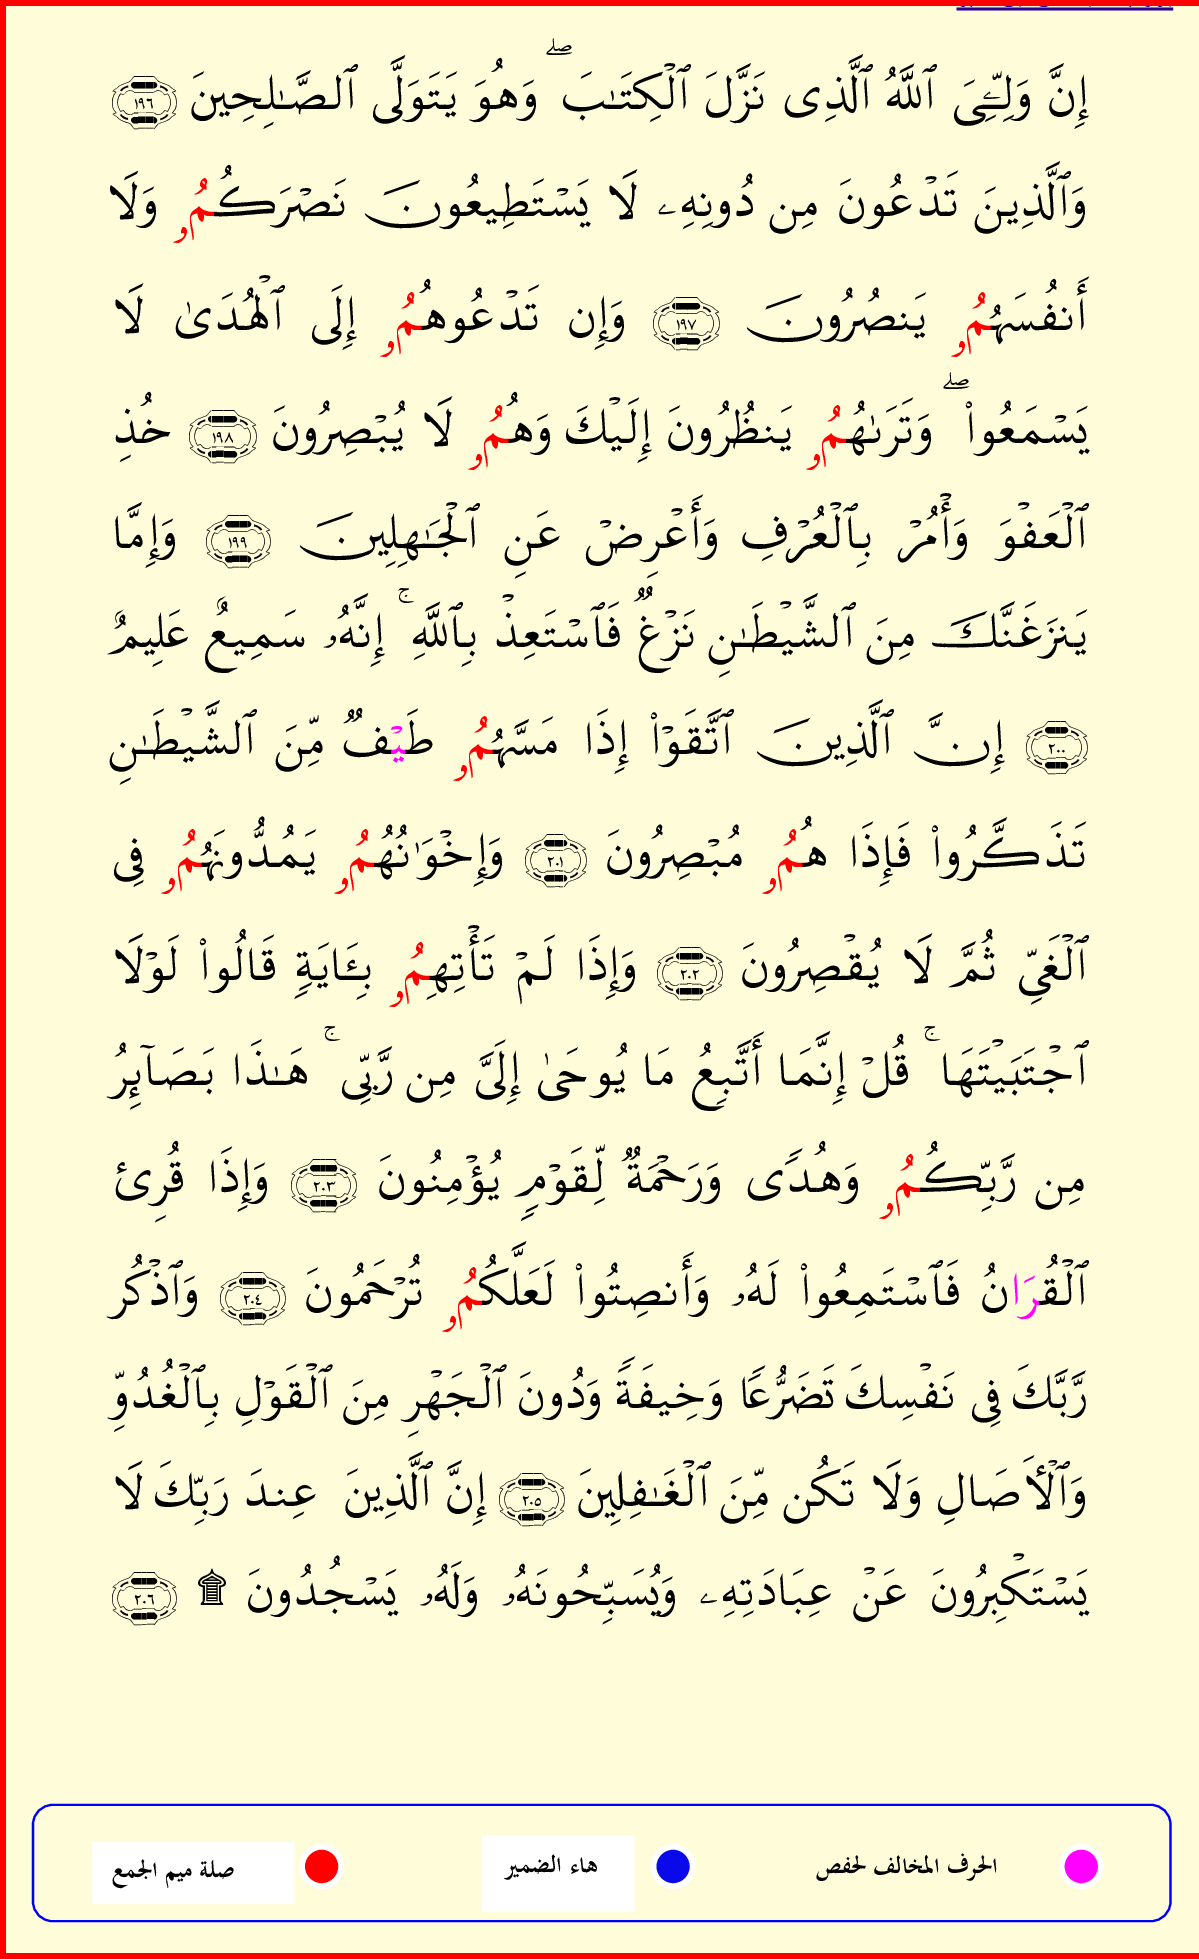 إِنَّ وَلِـِّۧىَ ٱللَّهُ ٱلَّذِى نَزَّلَ ٱلْكِتَـٰبَ ۖ وَهُوَ يَتَوَلَّى ٱلصَّـٰلِحِينَ ١٩٦
وَٱلَّذِينَ تَدْعُونَ مِن دُونِهِۦ لَا يَسْتَطِيعُونَ نَصْرَكُمُۥ وَلَا
أَنفُسَهُمُۥ يَنصُرُونَ ١٩٧ وَإِن تَدْعُوهُمُۥ إِلَى ٱلْهُدَىٰ لَا
يَسْمَعُوا۟ ۖ وَتَرَىٰهُمُۥ يَنظُرُونَ إِلَيْكَ وَهُمُۥ لَا يُبْصِرُونَ ١٩٨ خُذِ
ٱلْعَفْوَ وَأْمُرْ بِٱلْعُرْفِ وَأَعْرِضْ عَنِ ٱلْجَـٰهِلِينَ ١٩٩ وَإِمَّا
يَنزَغَنَّكَ مِنَ ٱلشَّيْطَـٰنِ نَزْغٌ فَٱسْتَعِذْ بِٱللَّهِ ۚ إِنَّهُۥ سَمِيعٌ عَلِيمٌ
٢٠٠ إِنَّ ٱلَّذِينَ ٱتَّقَوْا۟ إِذَا مَسَّهُمُۥ طَيْفٌ مِّنَ ٱلشَّيْطَـٰنِ
تَذَكَّرُوا۟ فَإِذَا هُمُۥ مُبْصِرُونَ ٢٠١ وَإِخْوَٰنُهُمُۥ يَمُدُّونَهُمُۥ فِى
ٱلْغَىِّ ثُمَّ لَا يُقْصِرُونَ ٢٠٢ وَإِذَا لَمْ تَأْتِهِمُۥ بِـَٔايَةٍ قَالُوا۟ لَوْلَا
ٱجْتَبَيْتَهَا ۚ قُلْ إِنَّمَا أَتَّبِعُ مَا يُوحَىٰ إِلَىَّ مِن رَّبِّى ۚ هَـٰذَا بَصَآئِرُ
مِن رَّبِّكُمُۥ وَهُدًى وَرَحْمَةٌ لِّقَوْمٍ يُؤْمِنُونَ ٢٠٣ وَإِذَا قُرِئَ
ٱلْقُرَانُ فَٱسْتَمِعُوا۟ لَهُۥ وَأَنصِتُوا۟ لَعَلَّكُمُۥ تُرْحَمُونَ ٢٠٤ وَٱذْكُر
رَّبَّكَ فِى نَفْسِكَ تَضَرُّعًا وَخِيفَةً وَدُونَ ٱلْجَهْرِ مِنَ ٱلْقَوْلِ بِٱلْغُدُوِّ
وَٱلْـَٔاصَالِ وَلَا تَكُن مِّنَ ٱلْغَـٰفِلِينَ ٢٠٥ إِنَّ ٱلَّذِينَ عِندَ رَبِّكَ لَا
يَسْتَكْبِرُونَ عَنْ عِبَادَتِهِۦ وَيُسَبِّحُونَهُۥ وَلَهُۥ يَسْجُدُونَ ۩ ٢٠٦
الحرف المخالف لحفص هاء الضمير صلة ميم الجمع